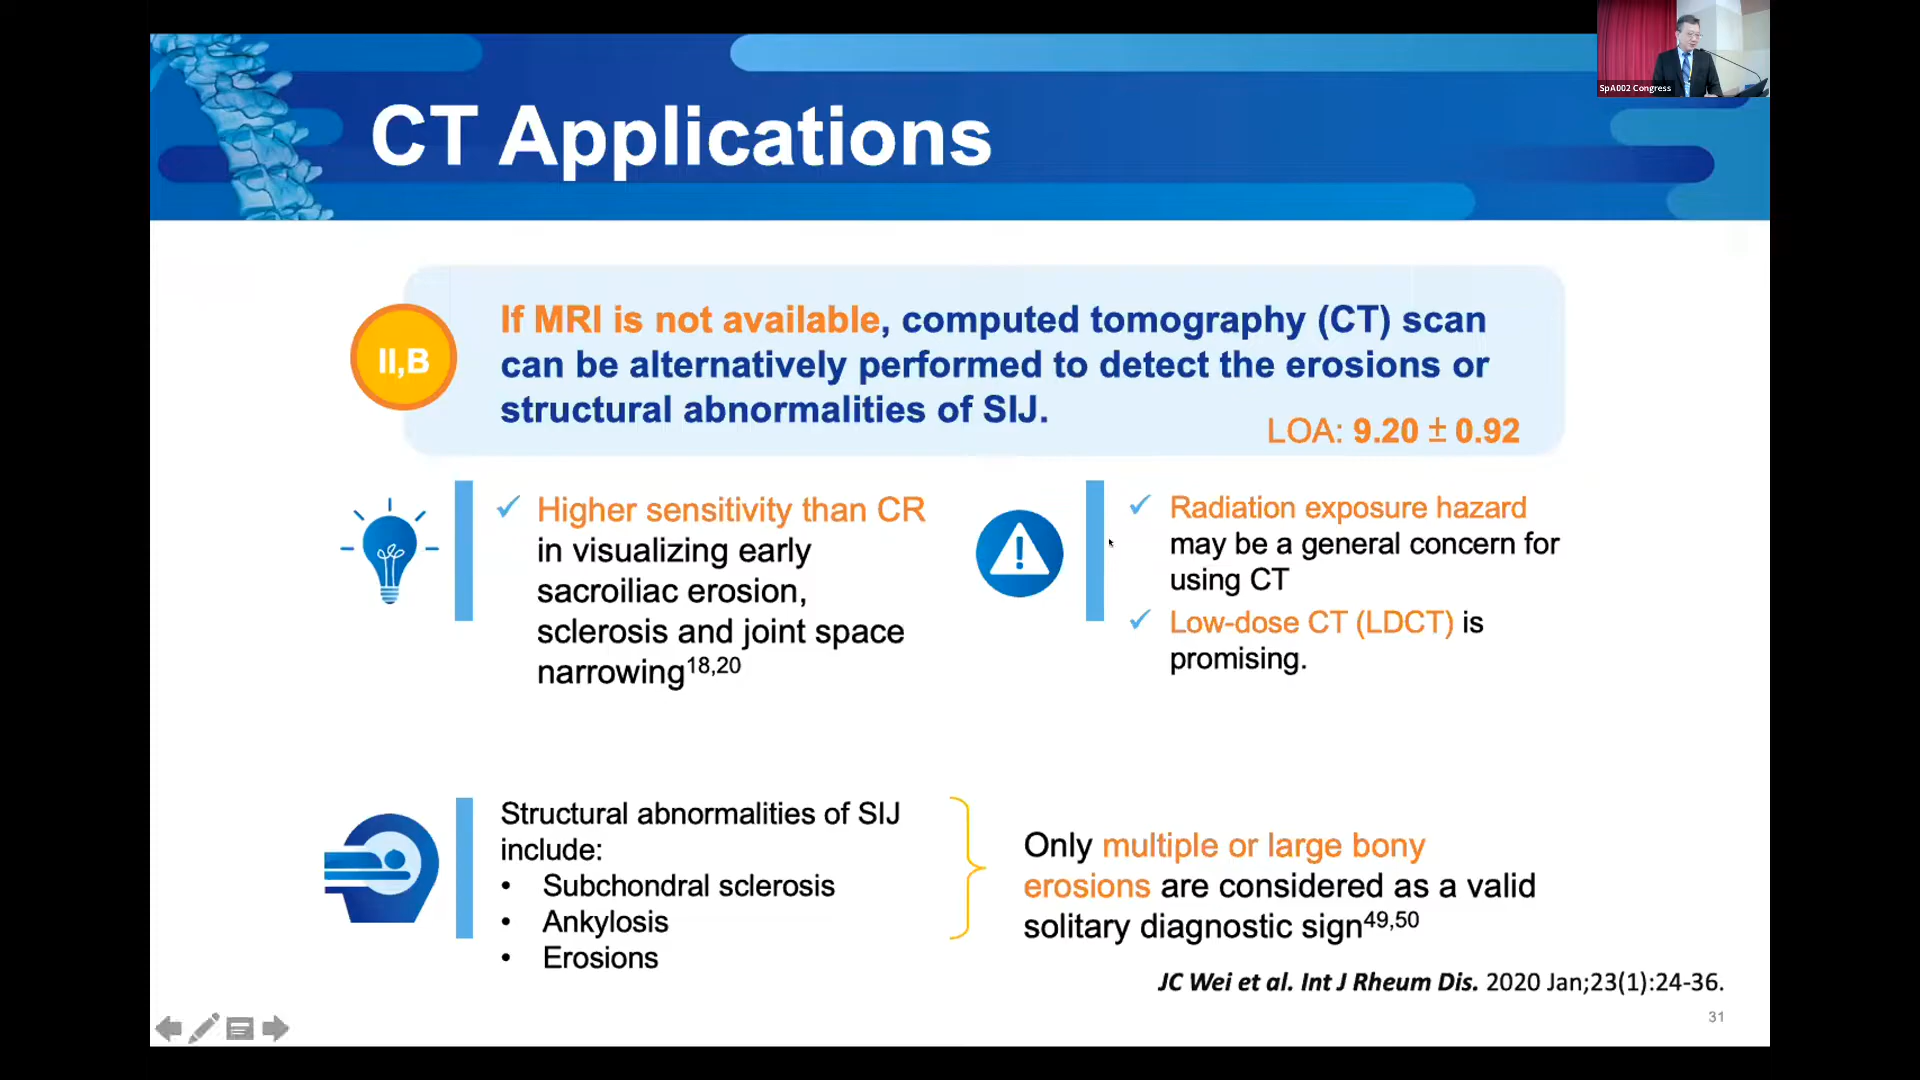 SpA002 Congress
CT Applications
II,B
If MRI is not available, computed tomography (CT) scan
can be alternatively performed to detect the erosions or
structural abnormalities of SIJ.
LOA: 9.20 ± 0.92
✓ Higher sensitivity than CR
in visualizing early
sacroiliac erosion,
sclerosis and joint space
narrowing18,20
✓ Radiation exposure hazard
may be a general concern for
using CT
✓ Low-dose CT (LDCT) is
promising.
Structural abnormalities of SIJ
include:
• Subchondral sclerosis
• Ankylosis
• Erosions
Only multiple or large bony
erosions are considered as a valid
solitary diagnostic sign49,50
JC Wei et al. Int J Rheum Dis. 2020 Jan;23(1):24-36.
31